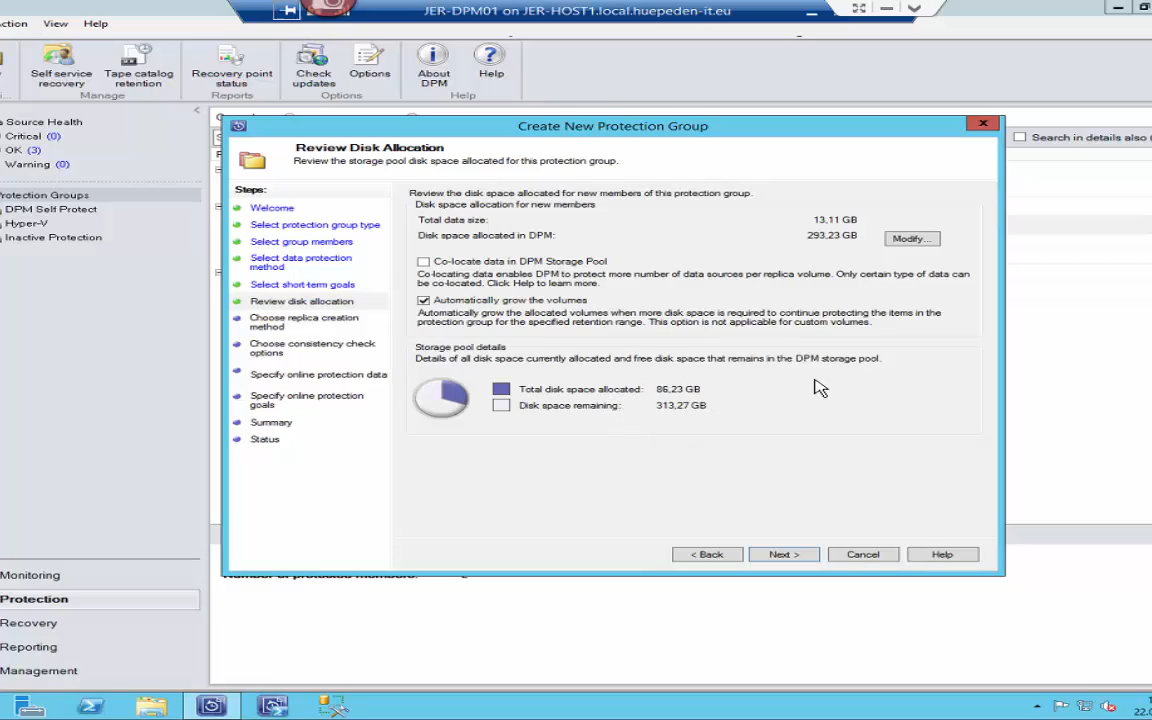 JER-DPM01 on JER-HOST1.local.huepeden-it.eu
ction View Help
Self service recovery
Tape catalog retention
Manage
Recovery point status
Reports
Check updates
Options
Options
About DPM
Help
Help
Source Health
Critical (0)
OK (3)
Warning (0)
rotection Groups
DPM Self Protect
Hyper-V
Inactive Protection
Search in details also (
Create New Protection Group
Review Disk Allocation
Review the storage pool disk space allocated for this protection group.
Steps:
Welcome
Select protection group type
Select group members
Select data protection
method
Select short-term goals
Review disk allocation
Choose replica creation
method
Choose consistency check
options
Specify online protection data
Specify online protection
goals
Summary
Status
Review the disk space allocated for new members of this protection group.
Disk space allocation for new members
Total data size: 13,11 GB
Disk space allocated in DPM: 293,23 GB
Modify...
Co-locate data in DPM Storage Pool
Co-locating data enables DPM to protect more number of data sources per replica volume. Only certain type of data can
be co-located. Click Help to learn more.
Automatically grow the volumes
Automatically grow the allocated volumes when more disk space is required to continue protecting the items in the
protection group for the specified retention range. This option is not applicable for custom volumes.
Storage pool details
Details of all disk space currently allocated and free disk space that remains in the DPM storage pool.
Total disk space allocated: 86,23 GB
Disk space remaining: 313,27 GB
< Back
Next >
Cancel
Help
Number of protected members:
Monitoring
Protection
Recovery
Reporting
Management
22.0